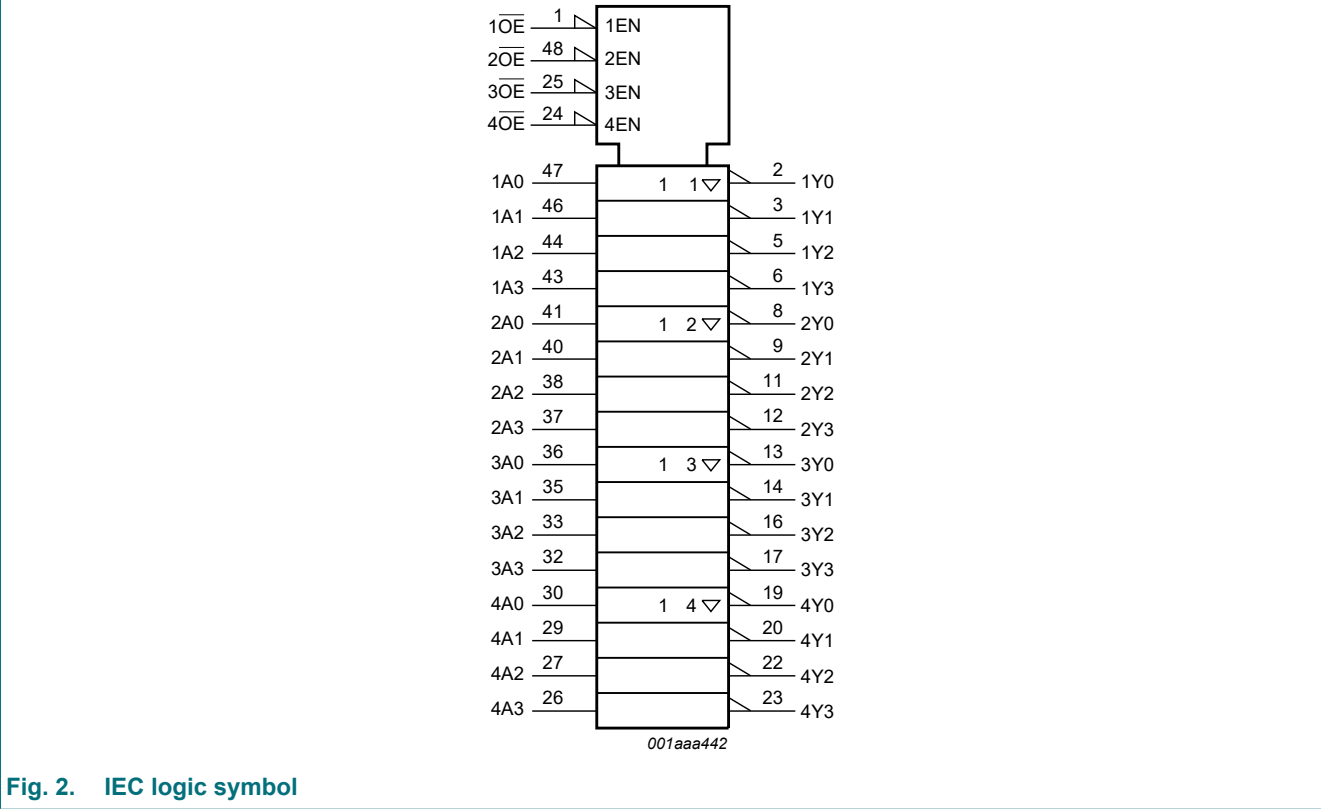 1O̅E̅ 1 1EN
2O̅E̅ 48 2EN
3O̅E̅ 25 3EN
4O̅E̅ 24 4EN
1A0 47 1 1▽ 2 1Y0
1A1 46 3 1Y1
1A2 44 5 1Y2
1A3 43 6 1Y3
2A0 41 1 2▽ 8 2Y0
2A1 40 9 2Y1
2A2 38 11 2Y2
2A3 37 12 2Y3
3A0 36 1 3▽ 13 3Y0
3A1 35 14 3Y1
3A2 33 16 3Y2
3A3 32 17 3Y3
4A0 30 1 4▽ 19 4Y0
4A1 29 20 4Y1
4A2 27 22 4Y2
4A3 26 23 4Y3
001aaa442
Fig. 2. IEC logic symbol